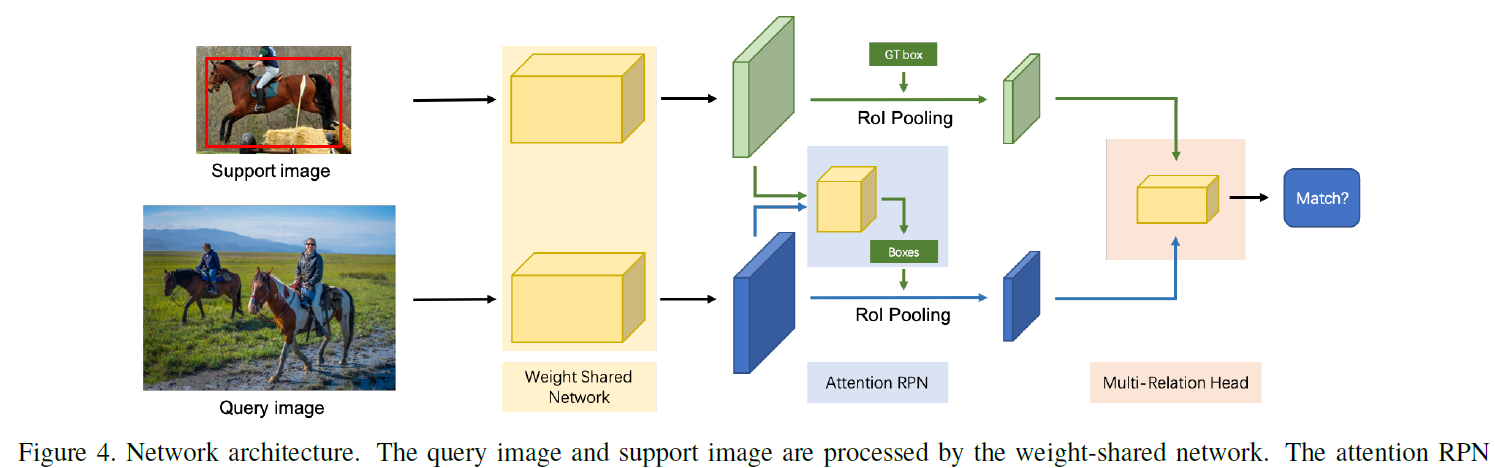 GT box
RoI Pooling
Support image
Match?
Boxes
RoI Pooling
Weight Shared
Network
Attention RPN
Multi-Relation Head
Query image
Figure 4. Network architecture. The query image and support image are processed by the weight-shared network. The attention RPN